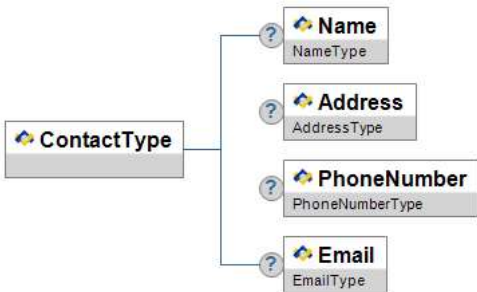 ? Name
NameType
? Address
AddressType
ContactType
? PhoneNumber
PhoneNumberType
? Email
EmailType